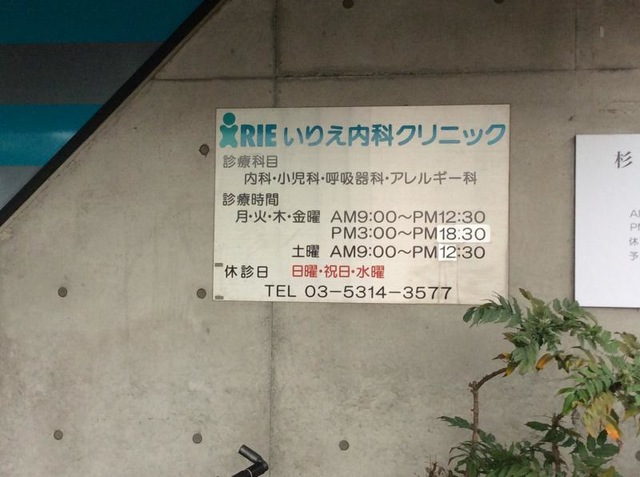 IRIE いりえ内科クリニック
診療科目
内科・小児科・呼吸器科・アレルギー科
診療時間
月・火・木・金曜 AM9:00〜PM12:30
PM3:00〜PM18:30
土曜 AM9:00〜PM12:30
休診日 日曜・祝日・水曜
TEL 03-5314-3577
杉